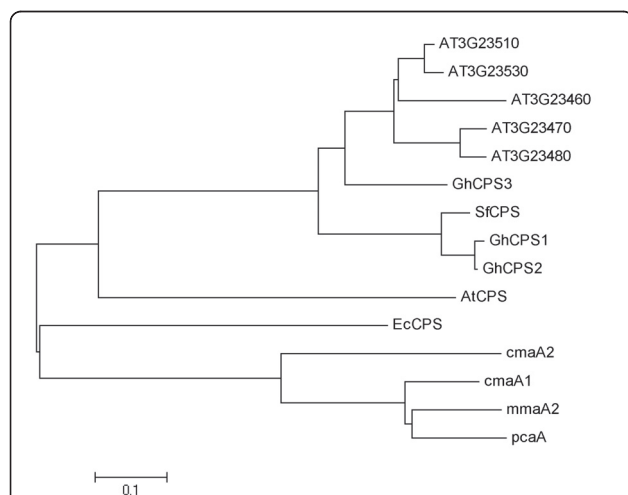 AT3G23510
AT3G23530
AT3G23460
AT3G23470
AT3G23480
GhCPS3
SfCPS
GhCPS1
GhCPS2
AtCPS
EcCPS
cmaA2
cmaA1
mmaA2
pcaA
0.1